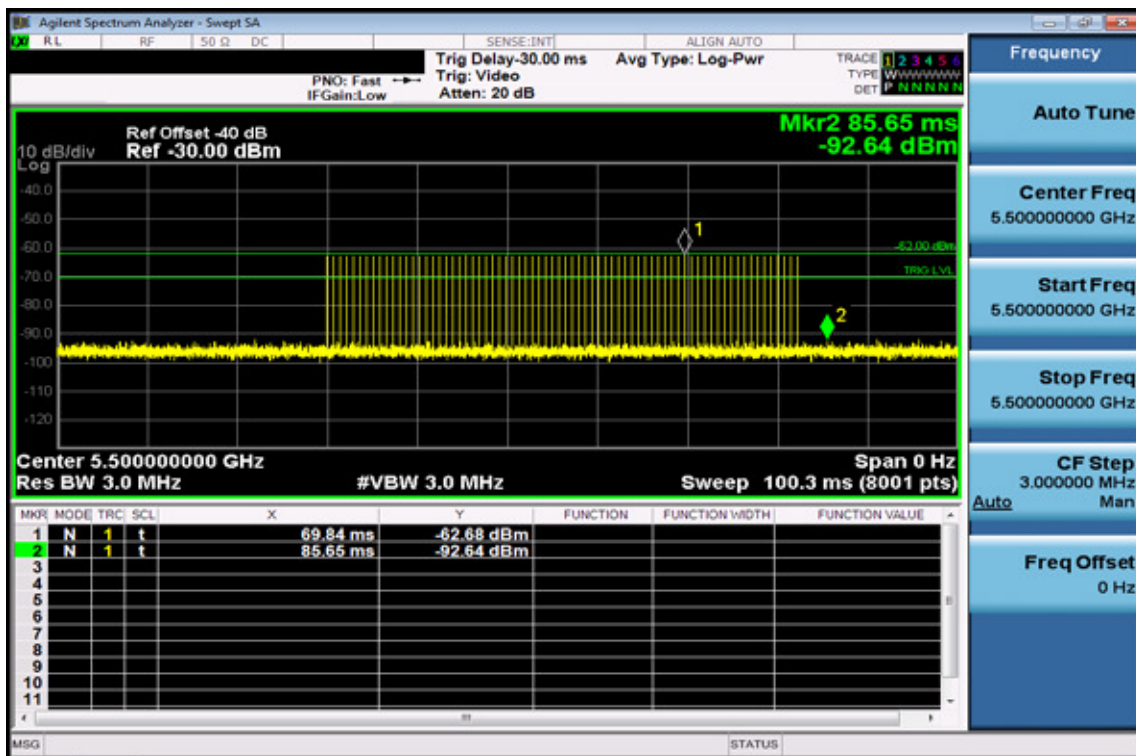 Agilent Spectrum Analyzer - Swept SA
RL RF 50 Ω DC SENSE:INT ALIGN AUTO
Trig Delay-30.00 ms Avg Type: Log-Pwr TRACE 1 2 3 4 5 6
PNO: Fast Trig: Video TYPE WWWWWW
IFGain:Low Atten: 20 dB DET P N N N N N
Mkr2 85.65 ms
-92.64 dBm
Ref Offset -40 dB
10 dB/div Ref -30.00 dBm
Log
-40.0
-50.0
-60.0
-70.0
-80.0
-90.0
-100
-110
-120
1
-62.00 dBm
TRIG LVL
2
Center 5.500000000 GHz Span 0 Hz
Res BW 3.0 MHz #VBW 3.0 MHz Sweep 100.3 ms (8001 pts)
MKR MODE TRC SCL X Y FUNCTION FUNCTION WIDTH FUNCTION VALUE
1 N 1 t 69.84 ms -62.68 dBm
2 N 1 t 85.65 ms -92.64 dBm
3
4
5
6
7
8
9
10
11
MSG STATUS
Frequency
Auto Tune
Center Freq
5.500000000 GHz
Start Freq
5.500000000 GHz
Stop Freq
5.500000000 GHz
CF Step
3.000000 MHz
Auto Man
Freq Offset
0 Hz